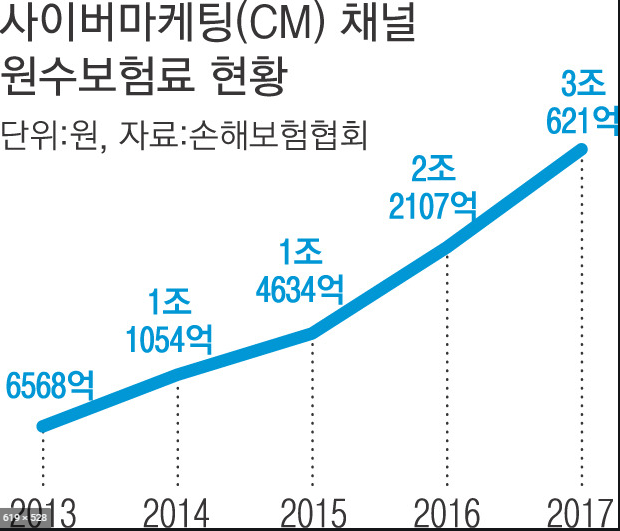 사이버마케팅(CM) 채널
원수보험료 현황
단위:원, 자료:손해보험협회
3조
621억
2조
2107억
1조
4634억
1조
1054억
6568억
2013 2014 2015 2016 2017
619 × 528